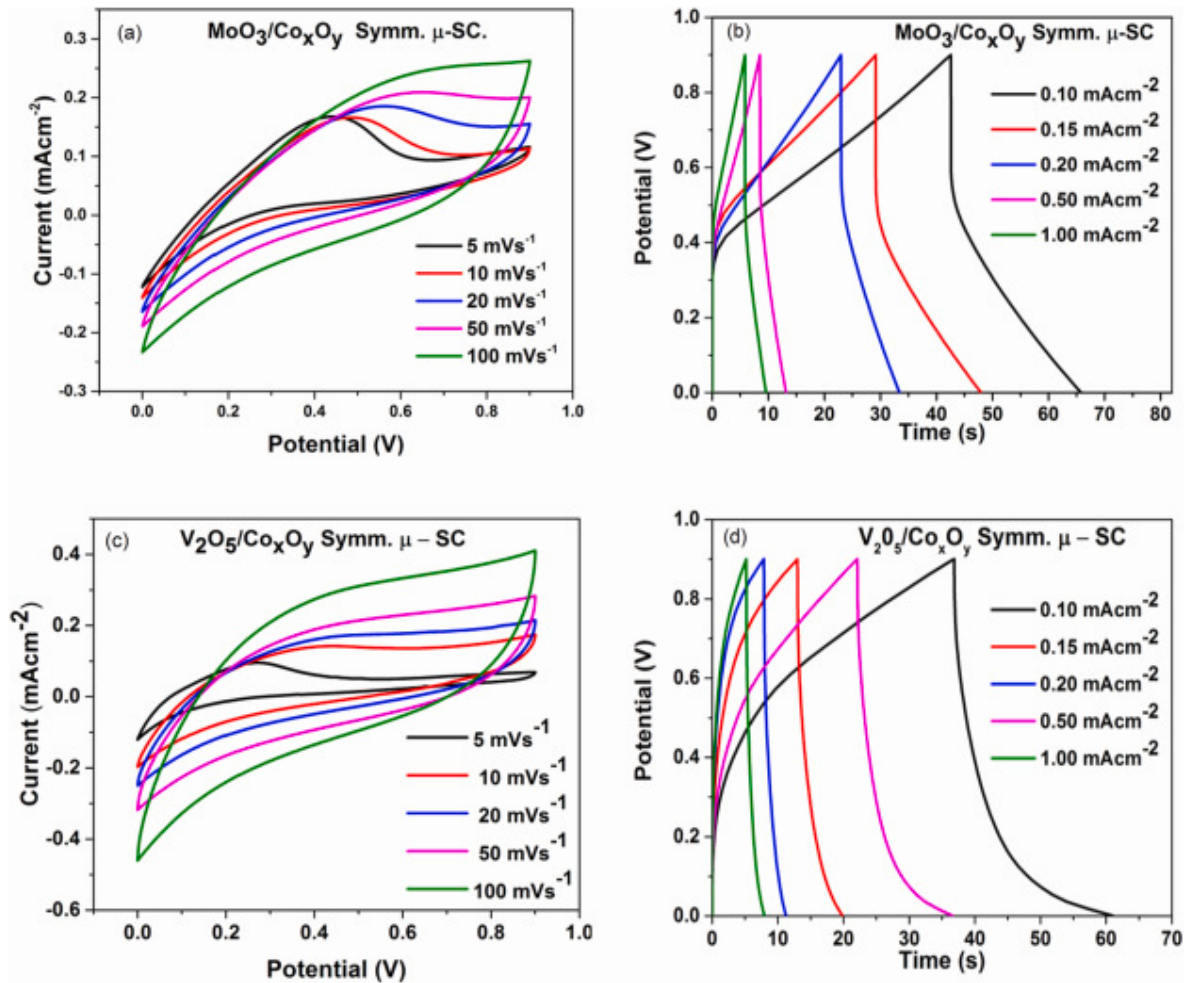 (a)
MoO3/CoxOy Symm. μ-SC.
0.3
0.2
0.1
0.0
-0.1
-0.2
-0.3
Current (mAcm-2)
5 mVs-1
10 mVs-1
20 mVs-1
50 mVs-1
100 mVs-1
0.0 0.2 0.4 0.6 0.8 1.0
Potential (V)
(b)
MoO3/CoxOy Symm. μ-SC
1.0
0.8
0.6
0.4
0.2
0.0
Potential (V)
0.10 mAcm-2
0.15 mAcm-2
0.20 mAcm-2
0.50 mAcm-2
1.00 mAcm-2
0 10 20 30 40 50 60 70 80
Time (s)
(c)
V2O5/CoxOy Symm. μ – SC
0.4
0.2
0.0
-0.2
-0.4
-0.6
Current (mAcm-2)
5 mVs-1
10 mVs-1
20 mVs-1
50 mVs-1
100 mVs-1
0.0 0.2 0.4 0.6 0.8 1.0
Potential (V)
(d)
V205/CoxOy Symm. μ – SC
1.0
0.8
0.6
0.4
0.2
0.0
Potential (V)
0.10 mAcm-2
0.15 mAcm-2
0.20 mAcm-2
0.50 mAcm-2
1.00 mAcm-2
0 10 20 30 40 50 60 70
Time (s)